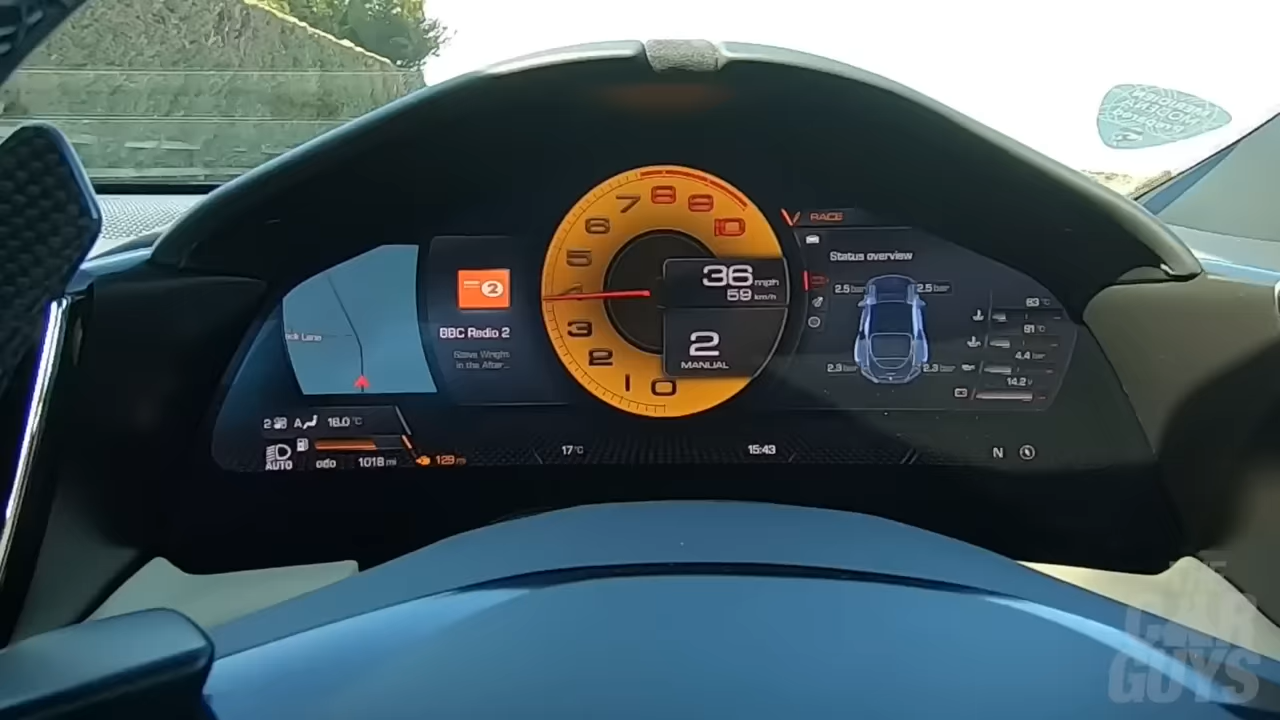 RACE
Status overview
2.5 bar
2.5 bar
2.3 bar
2.3 bar
83 °C
91 °C
4.4 bar
14.2 v
Lane
2
BBC Radio 2
Steve Wright
in the After...
0
1
2
3
4
5
6
7
8
9
10
36 mph
59 km/h
2
MANUAL
2 A 16.0 °C
AUTO
odo 1018 mi
129 mi
17 °C
15:43
N
THE
CAR
GUYS